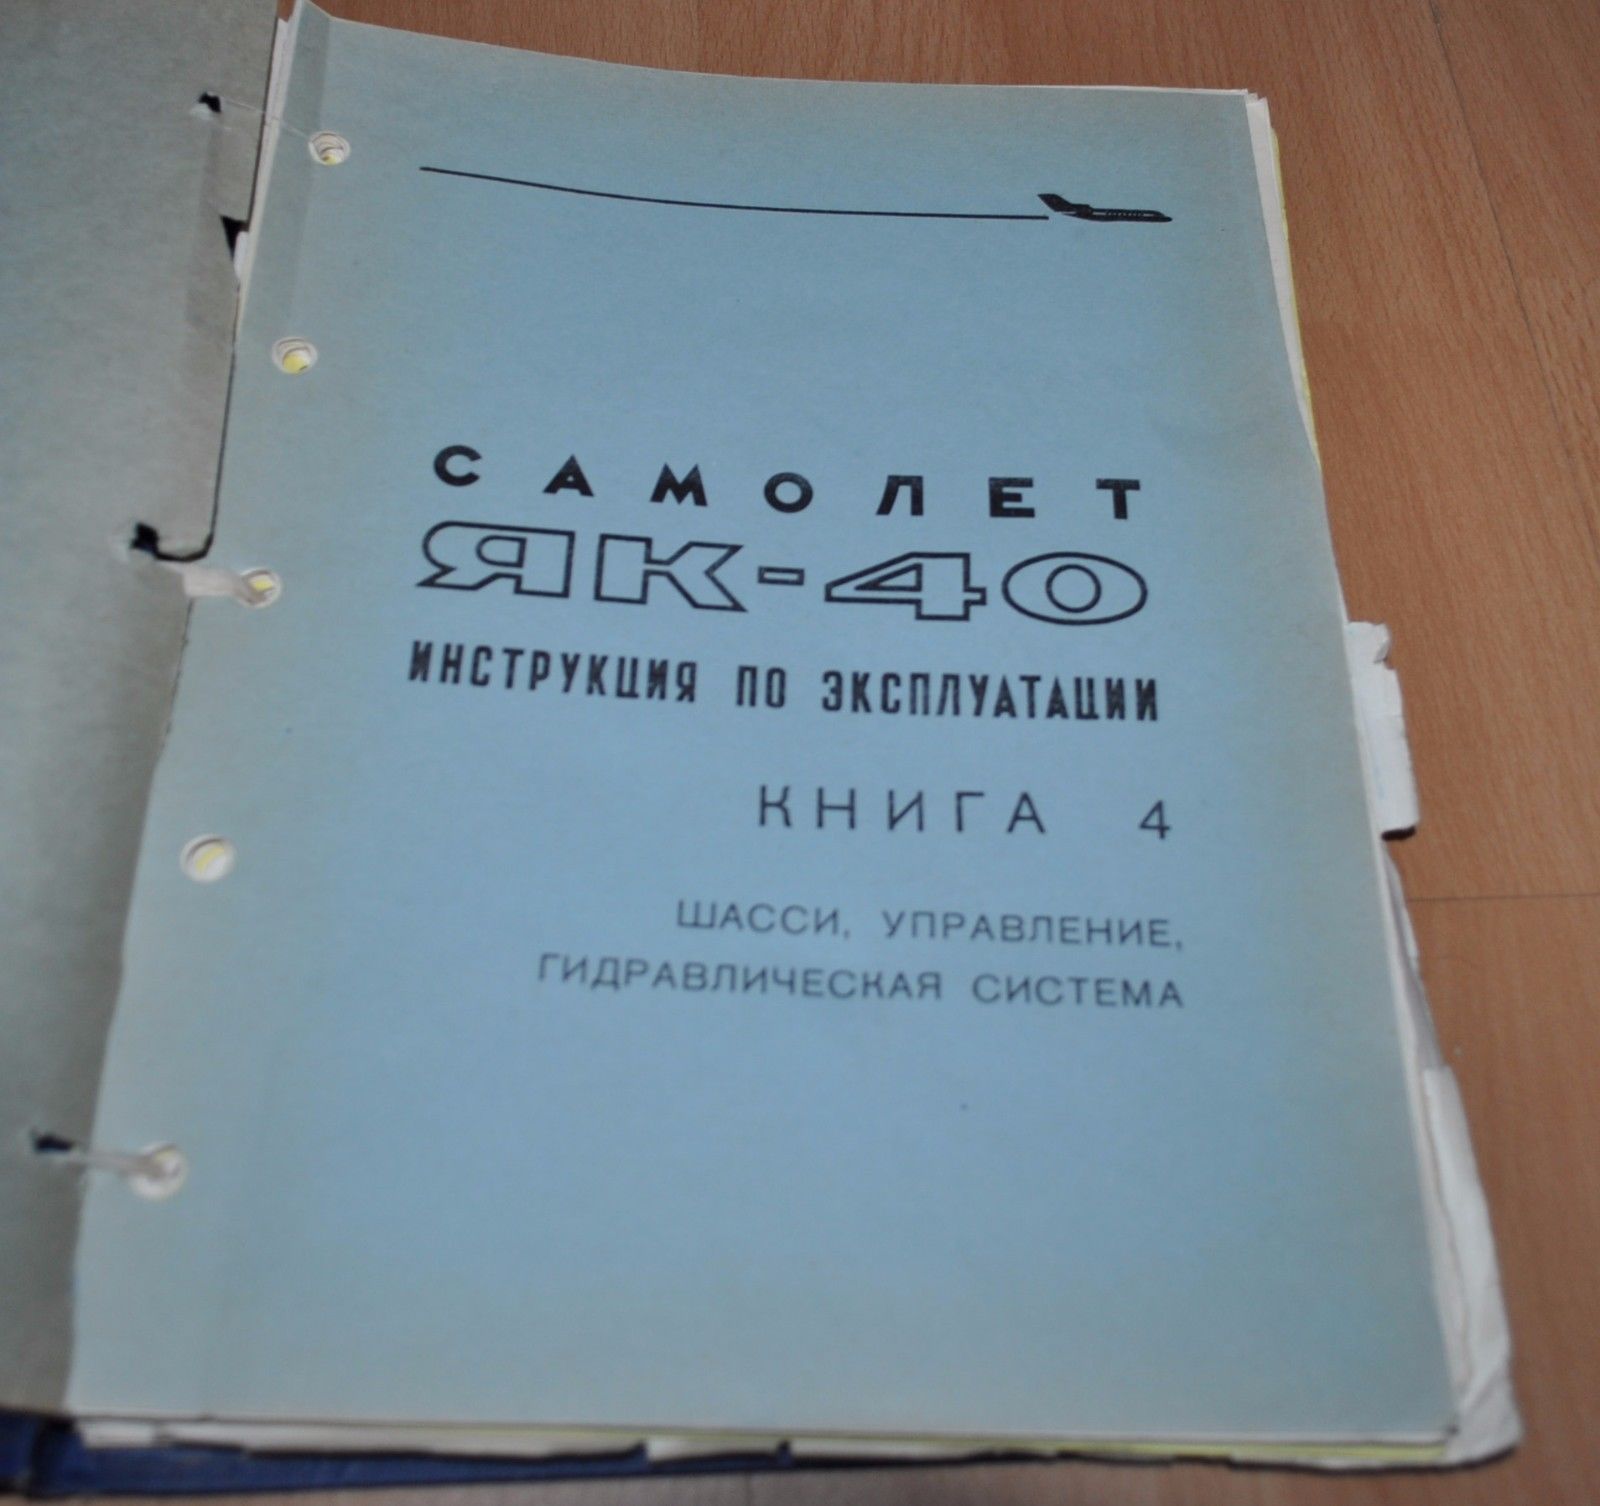 САМОЛЕТ
ЯК-40
ИНСТРУКЦИЯ ПО ЭКСПЛУАТАЦИИ
КНИГА 4
ШАССИ, УПРАВЛЕНИЕ,
ГИДРАВЛИЧЕСКАЯ СИСТЕМА